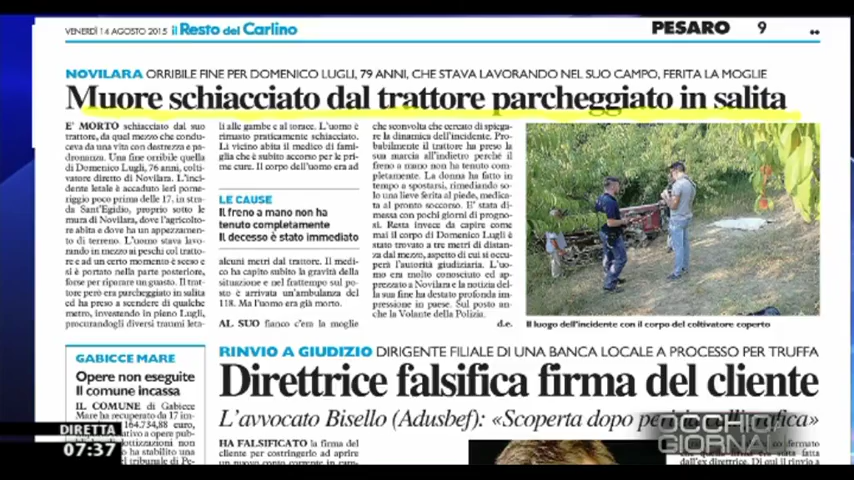 VENERDÌ 14 AGOSTO 2015 il Resto del Carlino
PESARO 9 ••
NOVILARA ORRIBILE FINE PER DOMENICO LUGLI, 79 ANNI, CHE STAVA LAVORANDO NEL SUO CAMPO, FERITA LA MOGLIE
Muore schiacciato dal trattore parcheggiato in salita
E' MORTO schiacciato dal suo
trattore, da quel mezzo che condu-
ceva da una vita con destrezza e pa-
dronanza. Una fine orribile quella
di Domenico Lugli, 76 anni, colti-
vatore diretto di Novilara. L'inci-
dente letale è accaduto ieri pome-
riggio poco prima delle 17, in stra-
da Sant'Egidio, proprio sotto le
mura di Novilara, dove l'agricolto-
re abita e dove ha un appezzamen-
to di terreno. L'uomo stava lavo-
rando in mezzo ai peschi col tratto-
re e ad un certo momento è sceso e
si è portato nella parte posteriore,
forse per riparare un guasto. Il trat-
tore però era parcheggiato in salita
ed ha preso a scendere di qualche
metro, investendo in pieno Lugli,
procurandogli diversi traumi leta-
li alle gambe e al torace. L'uomo è
rimasto praticamente schiacciato.
Lì vicino abita il medico di fami-
glia che è subito accorso per le pri-
me cure. Il corpo dell'uomo era ad
LE CAUSE
Il freno a mano non ha
tenuto completamente
Il decesso è stato immediato
alcuni metri dal trattore. Il medi-
co ha capito subito la gravità della
situazione e nel frattempo sul po-
sto è arrivata un'ambulanza del
118. Ma l'uomo era già morto.
AL SUO fianco c'era la moglie
che sconvolta che cercato di spiega-
re la dinamica dell'incidente. Pro-
babilmente il trattore ha preso la
sua marcia all'indietro perché il
freno a mano non ha tenuto com-
pletamente. La donna ha fatto in
tempo a spostarsi, rimediando so-
lo una lieve ferita al piede, medica-
ta al pronto soccorso. E' stata di-
messa con pochi giorni di progno-
si. Resta invece da capire come
mai il corpo di Domenico Lugli è
stato trovato a tre metri di distan-
za dal mezzo, aspetto di cui si occu-
perà l'autorità giudiziaria. L'uo-
mo era molto conosciuto ed ap-
prezzato a Novilara e la notizia del-
la sua fine ha destato profonda im-
pressione in paese. Sul posto an-
che la Volante della Polizia.
d.e.
Il luogo dell'incidente con il corpo del coltivatore coperto
GABICCE MARE
Opere non eseguite
Il comune incassa
IL COMUNE di Gabicce
Mare ha recuperato da 17 im-
164.734,88 euro,
RINVIO A GIUDIZIO DIRIGENTE FILIALE DI UNA BANCA LOCALE A PROCESSO PER TRUFFA
Direttrice falsifica firma del cliente
L'avvocato Bisello (Adusbef): «Scoperta dopo
HA FALSIFICATO la firma del
cliente per costringerlo ad aprire
DIRETTA
07:37
OCCHIO
GIORNALI